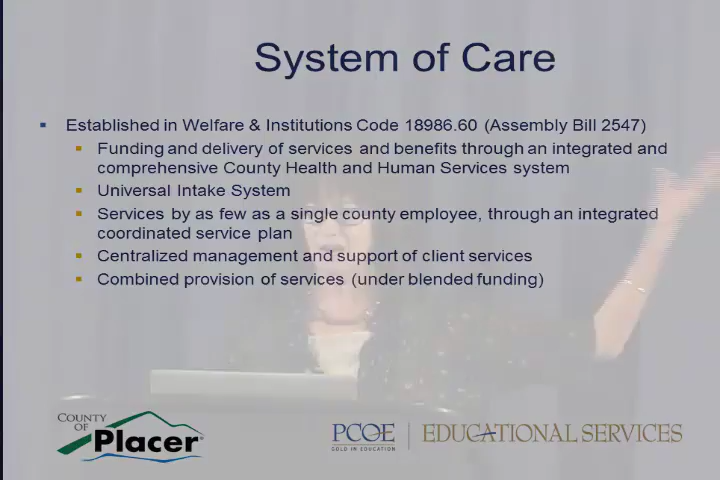 System of Care
Established in Welfare & Institutions Code 18986.60 (Assembly Bill 2547)
Funding and delivery of services and benefits through an integrated and
comprehensive County Health and Human Services system
Universal Intake System
Services by as few as a single county employee, through an integrated
coordinated service plan
Centralized management and support of client services
Combined provision of services (under blended funding)
COUNTY
OF
Placer
PCOE
GOLD IN EDUCATION
EDUCATIONAL SERVICES